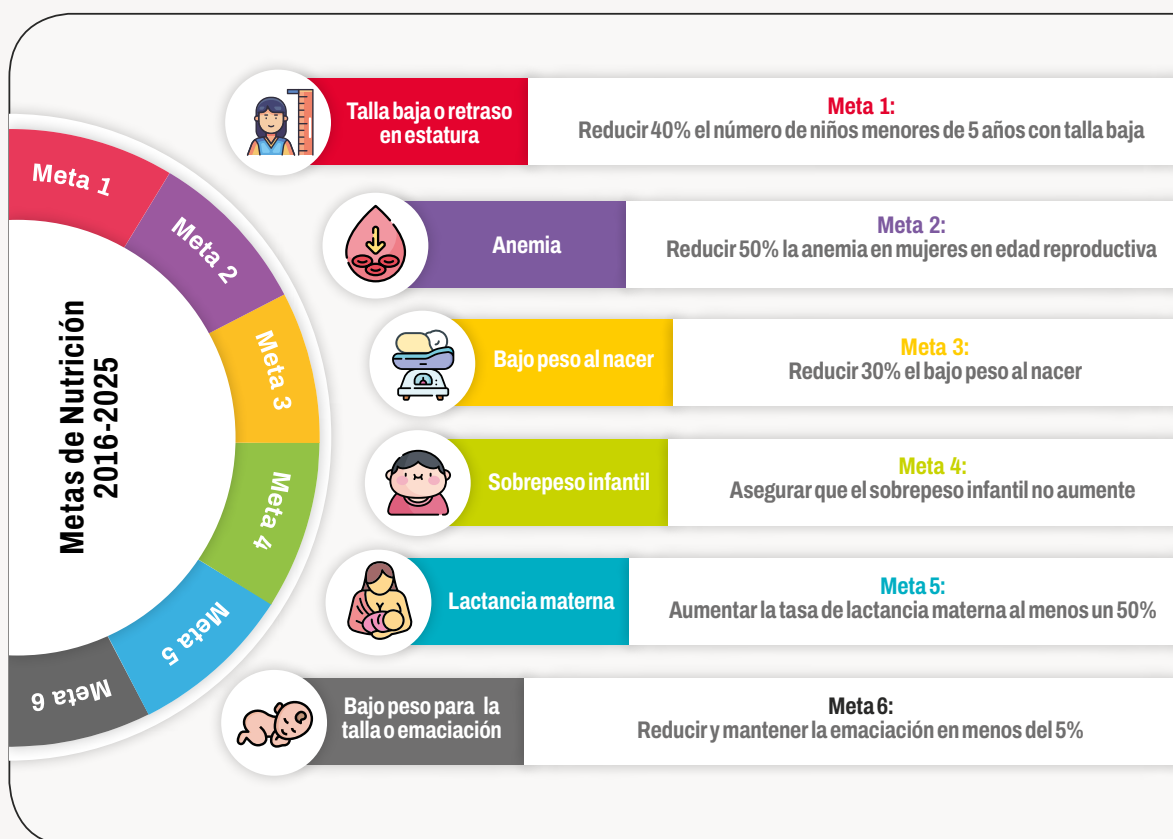 Metas de Nutrición
2016-2025
Meta 1
Meta 2
Meta 3
Meta 4
Meta 5
Meta 6
Talla baja o retraso
en estatura
Meta 1:
Reducir 40% el número de niños menores de 5 años con talla baja
Anemia
Meta 2:
Reducir 50% la anemia en mujeres en edad reproductiva
Bajo peso al nacer
Meta 3:
Reducir 30% el bajo peso al nacer
Sobrepeso infantil
Meta 4:
Asegurar que el sobrepeso infantil no aumente
Lactancia materna
Meta 5:
Aumentar la tasa de lactancia materna al menos un 50%
Bajo peso para la
talla o emaciación
Meta 6:
Reducir y mantener la emaciación en menos del 5%